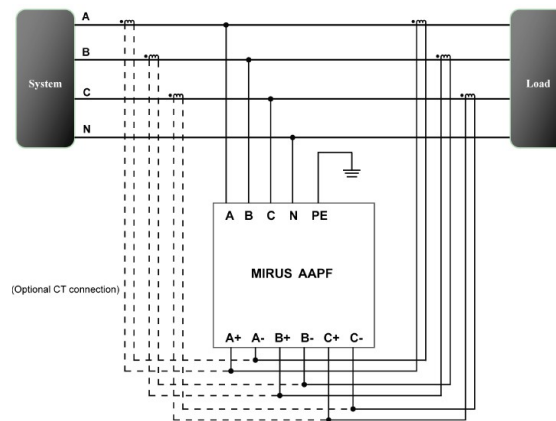 A
B
System
Load
C
N
A B C N PE
MIRUS AAPF
(Optional CT connection)
A+ A- B+ B- C+ C-